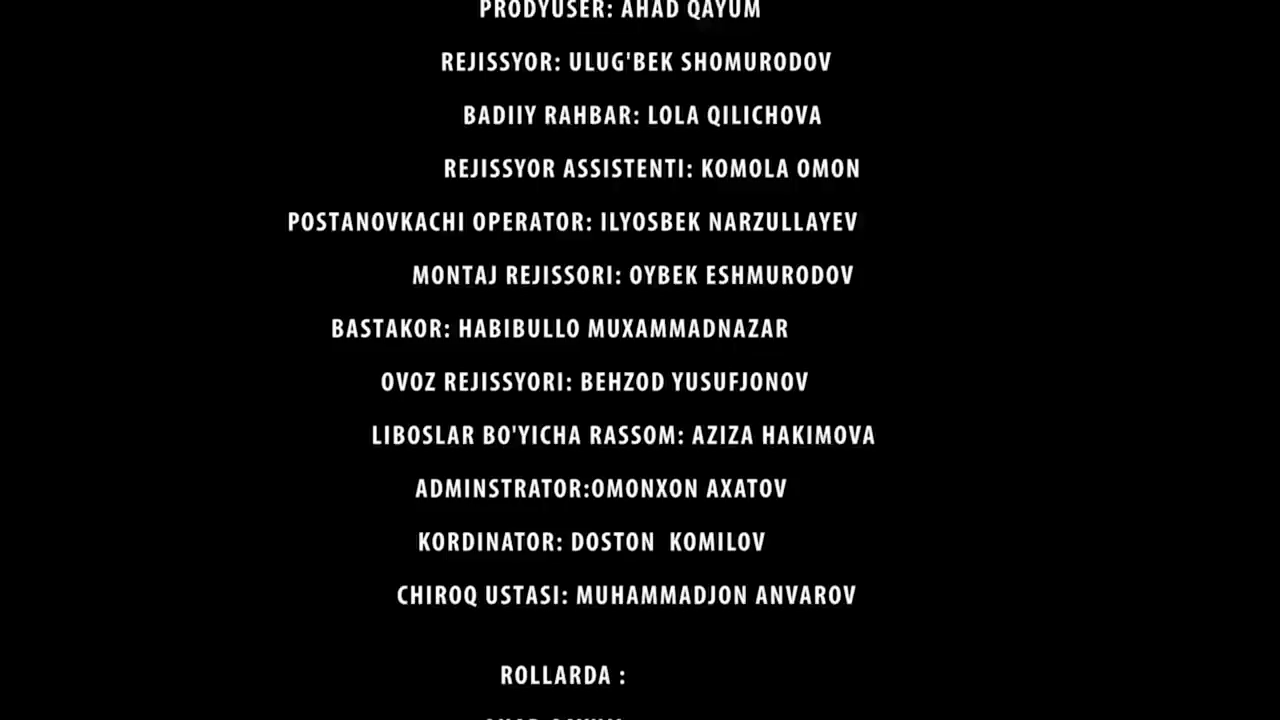 PRODYUSER: AHAD QAYUM
REJISSYOR: ULUG'BEK SHOMURODOV
BADIIY RAHBAR: LOLA QILICHOVA
REJISSYOR ASSISTENTI: KOMOLA OMON
POSTANOVKACHI OPERATOR: ILYOSBEK NARZULLAYEV
MONTAJ REJISSORI: OYBEK ESHMURODOV
BASTAKOR: HABIBULLO MUXAMMADNAZAR
OVOZ REJISSYORI: BEHZOD YUSUFJONOV
LIBOSLAR BO'YICHA RASSOM: AZIZA HAKIMOVA
ADMINSTRATOR:OMONXON AXATOV
KORDINATOR: DOSTON  KOMILOV
CHIROQ USTASI: MUHAMMADJON ANVAROV
ROLLARDA :